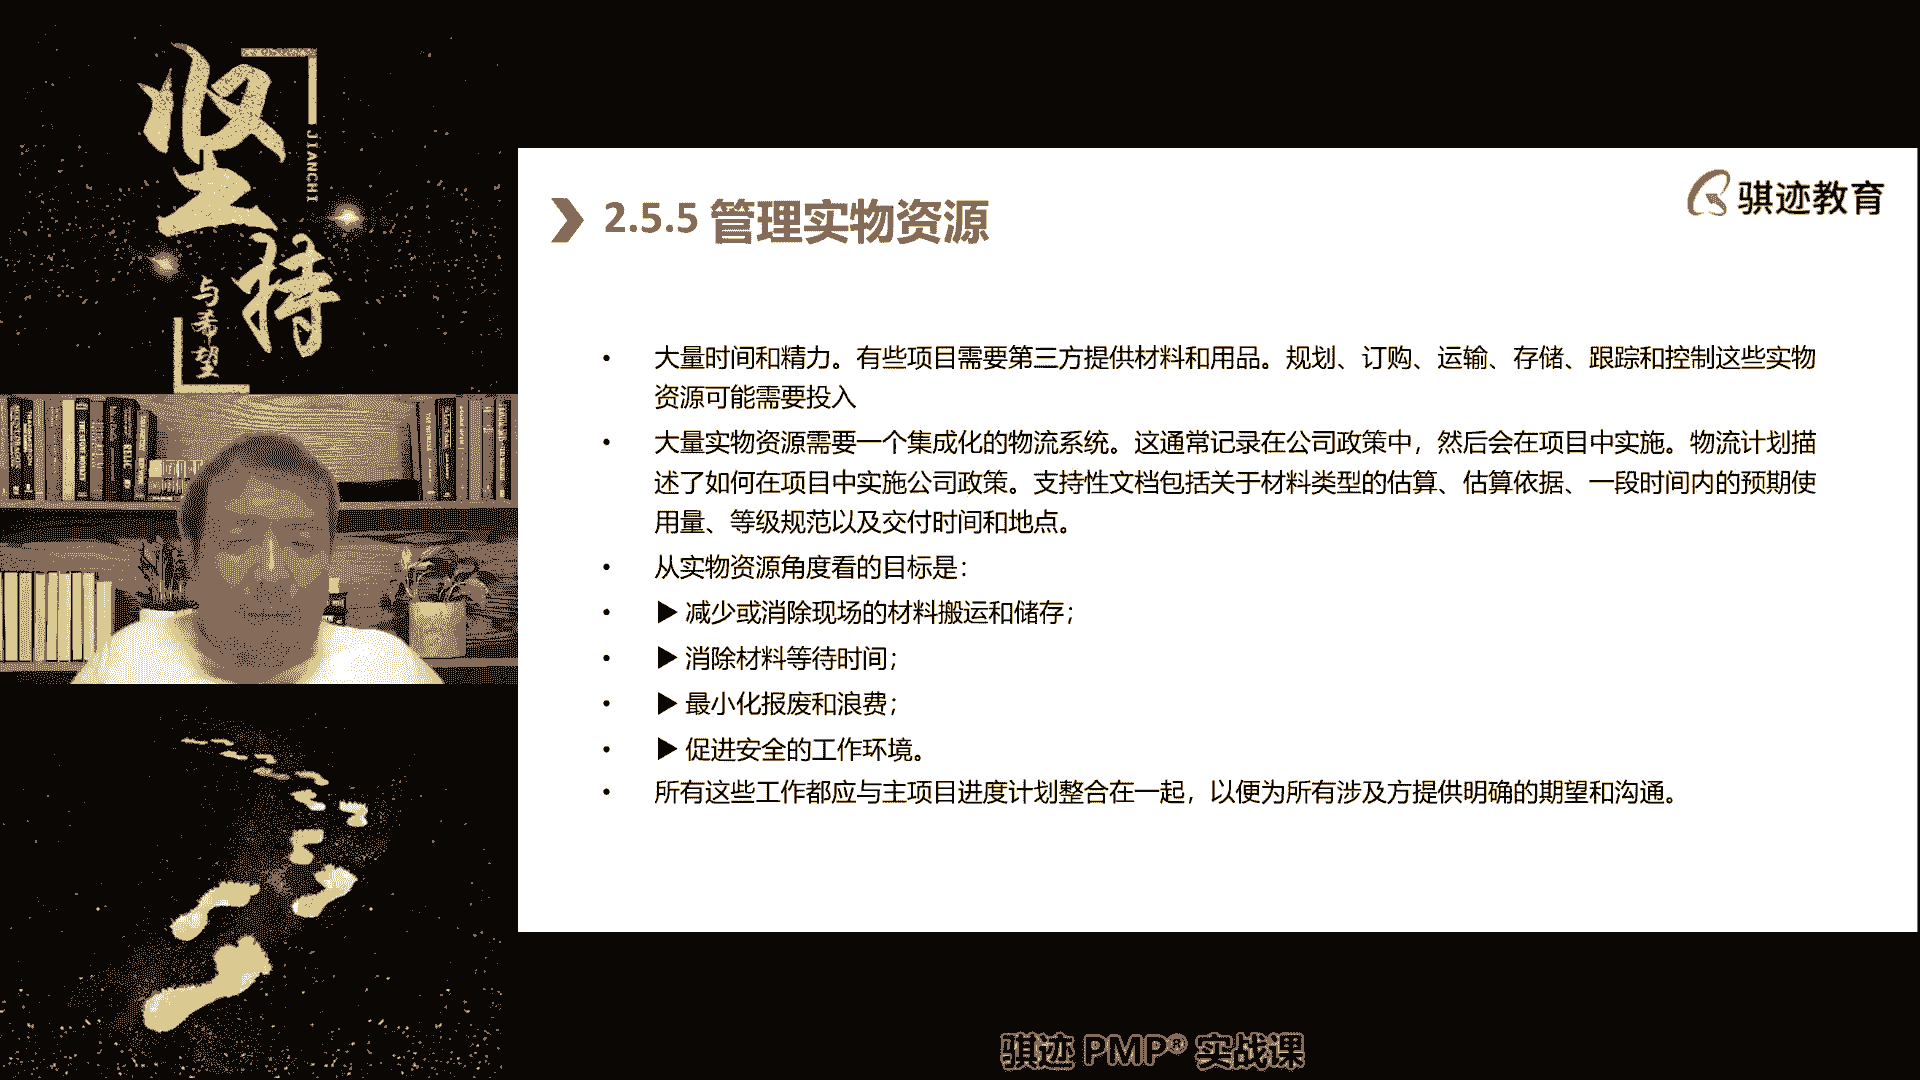 坚持
JIANCHI
与希望
骐迹教育
2.5.5 管理实物资源
• 大量时间和精力。有些项目需要第三方提供材料和用品。规划、订购、运输、存储、跟踪和控制这些实物
资源可能需要投入
• 大量实物资源需要一个集成化的物流系统。这通常记录在公司政策中，然后会在项目中实施。物流计划描
述了如何在项目中实施公司政策。支持性文档包括关于材料类型的估算、估算依据、一段时间内的预期使
用量、等级规范以及交付时间和地点。
• 从实物资源角度看的目标是：
• ▶ 减少或消除现场的材料搬运和储存；
• ▶ 消除材料等待时间；
• ▶ 最小化报废和浪费；
• ▶ 促进安全的工作环境。
• 所有这些工作都应与主项目进度计划整合在一起，以便为所有涉及方提供明确的期望和沟通。
骐迹 PMP® 实战课